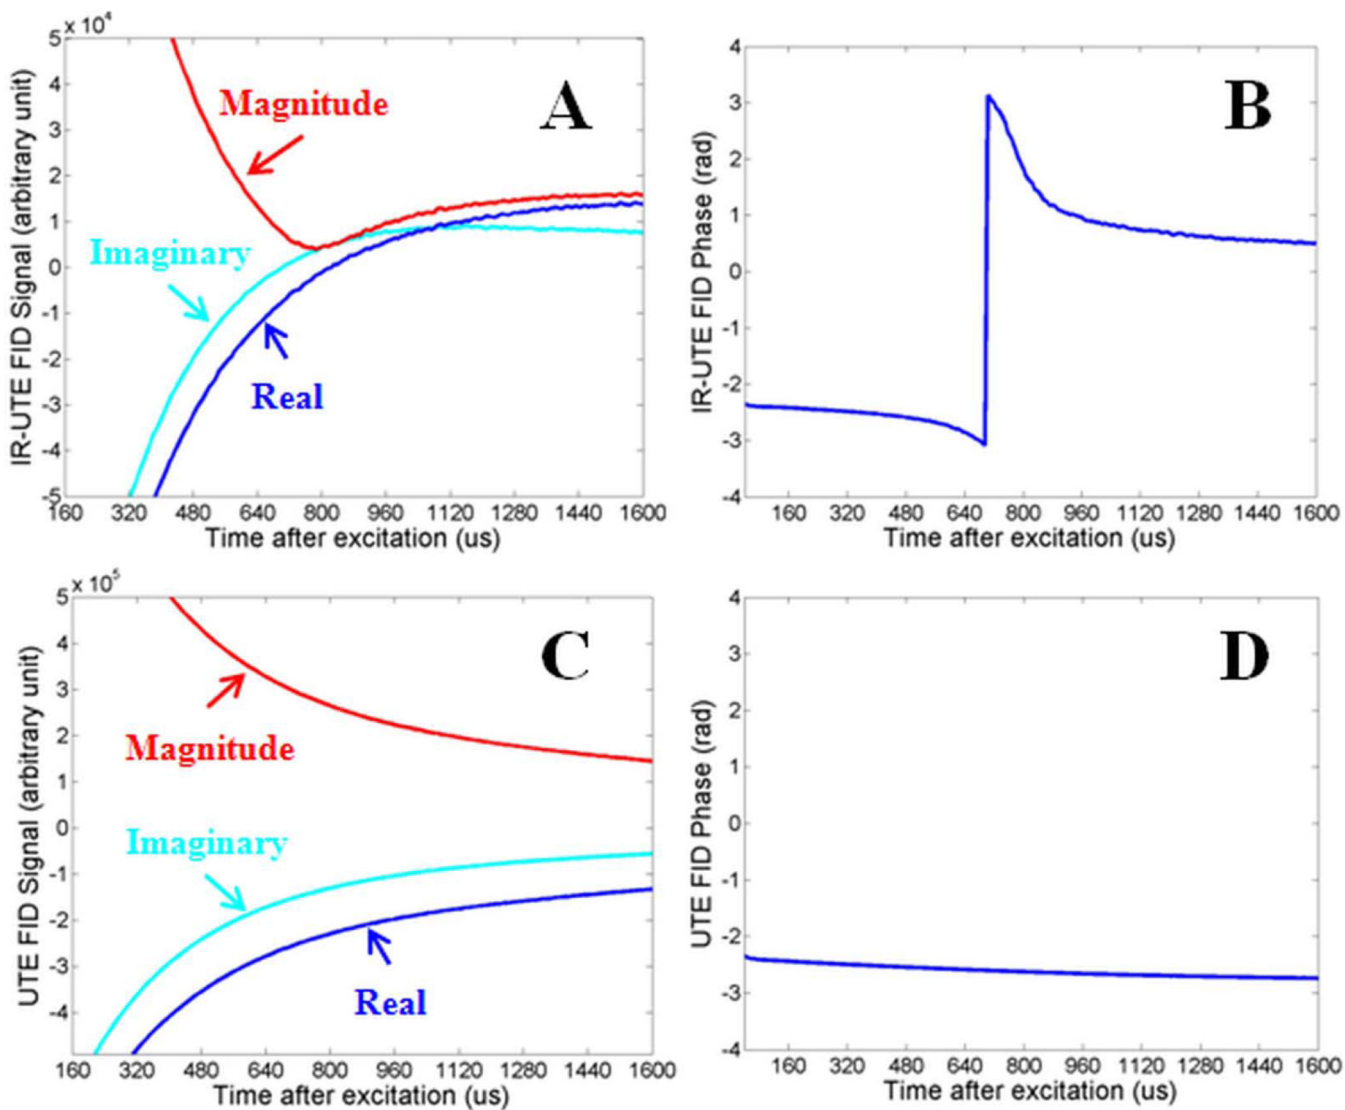 5 x 10⁴
4
3
2
1
0
-1
-2
-3
-4
-5
IR-UTE FID Signal (arbitrary unit)
Magnitude
Imaginary
Real
A
160 320 480 640 800 960 1120 1280 1440 1600
Time after excitation (us)
4
3
2
1
0
-1
-2
-3
-4
IR-UTE FID Phase (rad)
B
160 320 480 640 800 960 1120 1280 1440 1600
Time after excitation (us)
5 x 10⁵
4
3
2
1
0
-1
-2
-3
-4
UTE FID Signal (arbitrary unit)
C
Magnitude
Imaginary
Real
160 320 480 640 800 960 1120 1280 1440 1600
Time after excitation (us)
4
3
2
1
0
-1
-2
-3
-4
UTE FID Phase (rad)
D
160 320 480 640 800 960 1120 1280 1440 1600
Time after excitation (us)